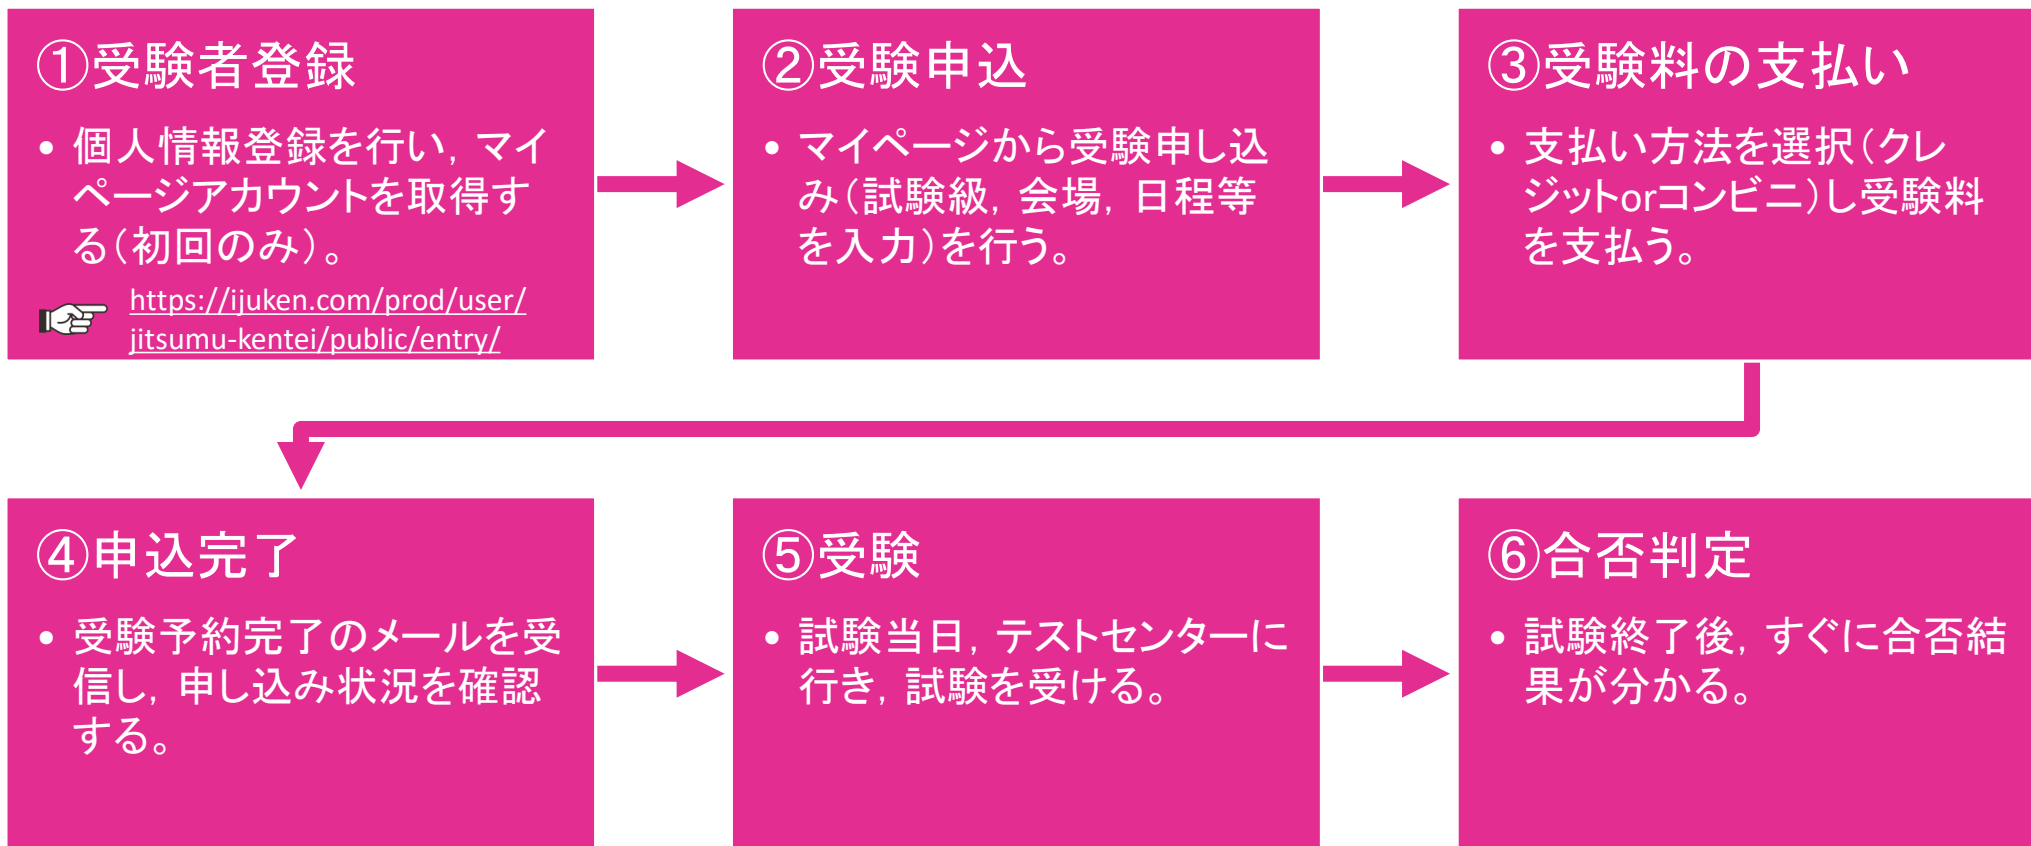 ①受験者登録
• 個人情報登録を行い，マイ
ページアカウントを取得す
る（初回のみ）。
https://ijuken.com/prod/user/
jitsumu-kentei/public/entry/
②受験申込
• マイページから受験申し込
み（試験級，会場，日程等
を入力）を行う。
③受験料の支払い
• 支払い方法を選択（クレ
ジットorコンビニ）し受験料
を支払う。
④申込完了
• 受験予約完了のメールを受
信し，申し込み状況を確認
する。
⑤受験
• 試験当日，テストセンターに
行き，試験を受ける。
⑥合否判定
• 試験終了後，すぐに合否結
果が分かる。